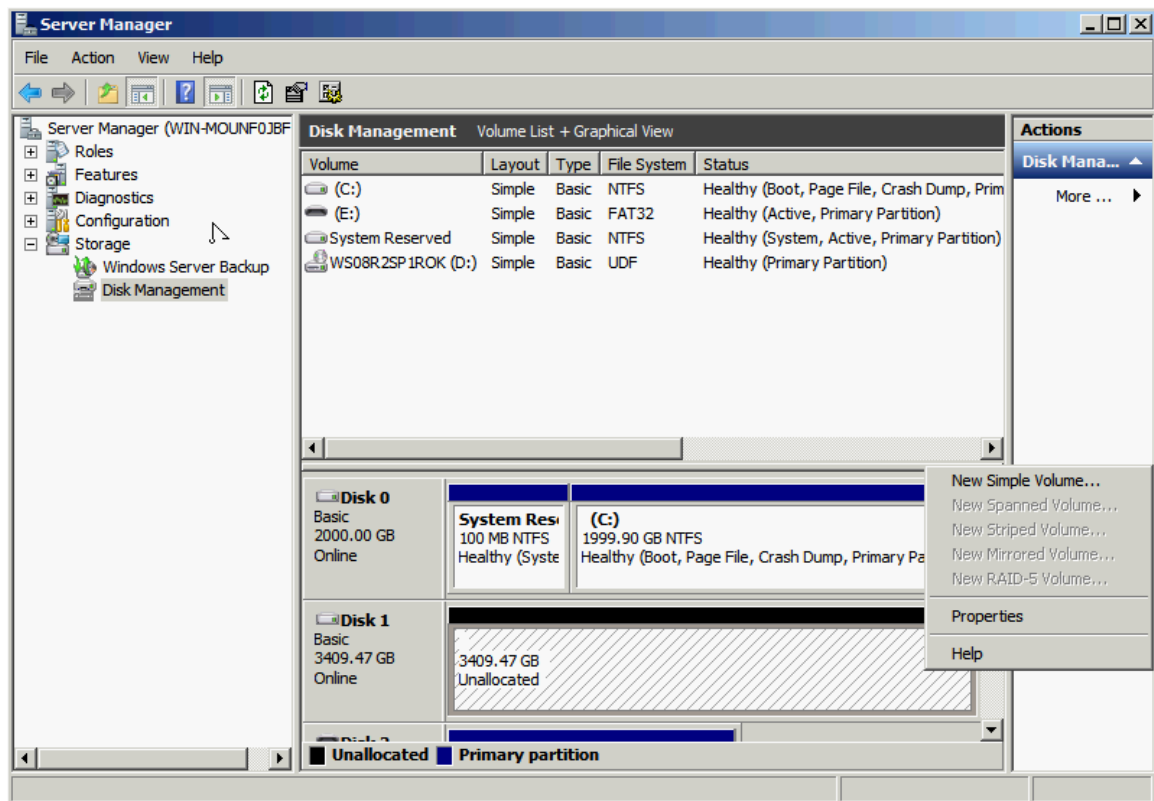 Server Manager
File Action View Help
Server Manager (WIN-MOUNF0JBF
Roles
Features
Diagnostics
Configuration
Storage
Windows Server Backup
Disk Management
Disk Management Volume List + Graphical View
Volume Layout Type File System Status
(C:) Simple Basic NTFS Healthy (Boot, Page File, Crash Dump, Prim
(E:) Simple Basic FAT32 Healthy (Active, Primary Partition)
System Reserved Simple Basic NTFS Healthy (System, Active, Primary Partition)
WS08R2SP1ROK (D:) Simple Basic UDF Healthy (Primary Partition)
Disk 0
Basic
2000.00 GB
Online
System Res
100 MB NTFS
Healthy (Syste
(C:)
1999.90 GB NTFS
Healthy (Boot, Page File, Crash Dump, Primary Pa
Disk 1
Basic
3409.47 GB
Online
3409.47 GB
Unallocated
Disk 2
Unallocated Primary partition
Actions
Disk Mana...
More ...
New Simple Volume...
New Spanned Volume...
New Striped Volume...
New Mirrored Volume...
New RAID-5 Volume...
Properties
Help